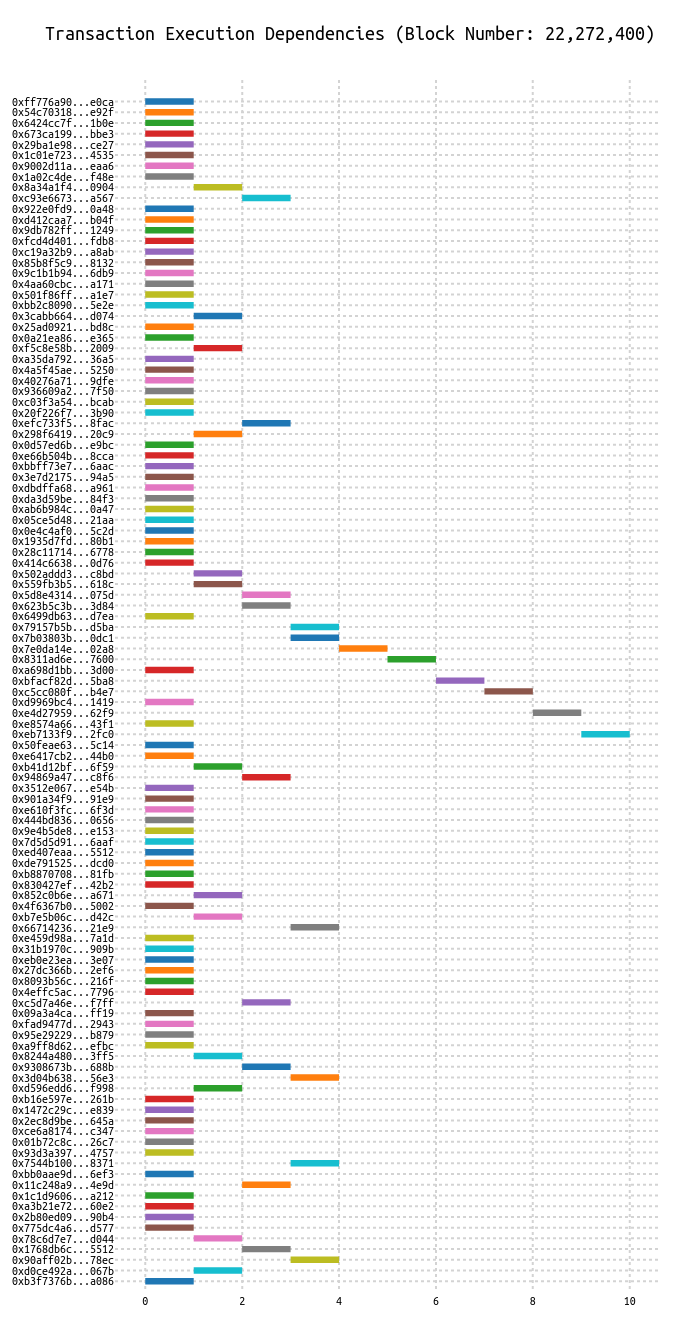 Transaction Execution Dependencies (Block Number: 22,272,400)
0xff776a90...e0ca
0x54c70318...e92f
0x6424cc7f...1b0e
0x673ca199...bbe3
0x29ba1e98...ce27
0x1c01e723...4535
0x9002d11a...eaa6
0x1a02c4de...f48e
0x8a34a1f4...0904
0xc93e6673...a567
0x922e0fd9...0a48
0xd412caa7...b04f
0x9db782ff...1249
0xfcd4d401...fdb8
0xc19a32b9...a8ab
0x85b8f5c9...8132
0x9c1b1b94...6db9
0x4aa60cbc...a171
0x501f86ff...a1e7
0xbb2c8090...5e2e
0x3cabb664...d074
0x25ad0921...bd8c
0x0a21ea86...e365
0xf5c8e58b...2009
0xa35da792...36a5
0x4a5f45ae...5250
0x40276a71...9dfe
0x936609a2...7f50
0xc03f3a54...bcab
0x20f226f7...3b90
0xefc733f5...8fac
0x298f6419...20c9
0x0d57ed6b...e9bc
0xe66b504b...8cca
0xbbff73e7...6aac
0x3e7d2175...94a5
0xdbdffa68...a961
0xda3d59be...84f3
0xab6b984c...0a47
0x05ce5d48...21aa
0x0e4c4af0...5c2d
0x1935d7fd...80b1
0x28c11714...6778
0x414c6638...0d76
0x502addd3...c8bd
0x559fb3b5...618c
0x5d8e4314...075d
0x623b5c3b...3d84
0x6499db63...d7ea
0x79157b5b...d5ba
0x7b03803b...0dc1
0x7e0da14e...02a8
0x8311ad6e...7600
0xa698d1bb...3d00
0xbfacf82d...5ba8
0xc5cc080f...b4e7
0xd9969bc4...1419
0xe4d27959...62f9
0xe8574a66...43f1
0xeb7133f9...2fc0
0x50feae63...5c14
0xe6417cb2...44b0
0xb41d12bf...6f59
0x94869a47...c8f6
0x3512e067...e54b
0x901a34f9...91e9
0xe610f3fc...6f3d
0x444bd836...0656
0x9e4b5de8...e153
0x7d5d5d91...6aaf
0xed407eaa...5512
0xde791525...dcd0
0xb8870708...81fb
0x830427ef...42b2
0x852c0b6e...a671
0x4f6367b0...5002
0xb7e5b06c...d42c
0x66714236...21e9
0xe459d98a...7a1d
0x31b1970c...909b
0xeb0e23ea...3e07
0x27dc366b...2ef6
0x8093b56c...216f
0x4effc5ac...7796
0xc5d7a46e...f7ff
0x09a3a4ca...ff19
0xfad9477d...2943
0x95e29229...b879
0xa9ff8d62...efbc
0x8244a480...3ff5
0x9308673b...688b
0x3d04b638...56e3
0xd596edd6...f998
0xb16e597e...261b
0x1472c29c...e839
0x2ec8d9be...645a
0xce6a8174...c347
0x01b72c8c...26c7
0x93d3a397...4757
0x7544b100...8371
0xbb0aae9d...6ef3
0x11c248a9...4e9d
0x1c1d9606...a212
0xa3b21e72...60e2
0x2b80ed09...90b4
0x775dc4a6...d577
0x78c6d7e7...d044
0x1768db6c...5512
0x90aff02b...78ec
0xd0ce492a...067b
0xb3f7376b...a086
0 2 4 6 8 10